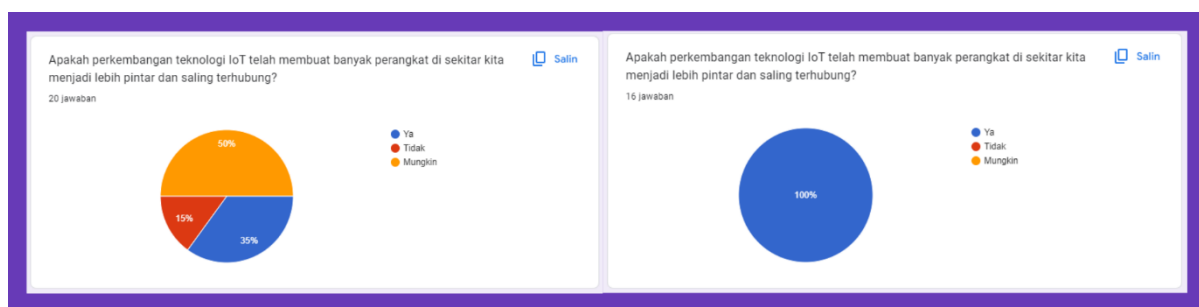 Apakah perkembangan teknologi IoT telah membuat banyak perangkat di sekitar kita
menjadi lebih pintar dan saling terhubung?
Salin
20 jawaban
50%
15%
35%
Ya
Tidak
Mungkin
Apakah perkembangan teknologi IoT telah membuat banyak perangkat di sekitar kita
menjadi lebih pintar dan saling terhubung?
Salin
16 jawaban
100%
Ya
Tidak
Mungkin